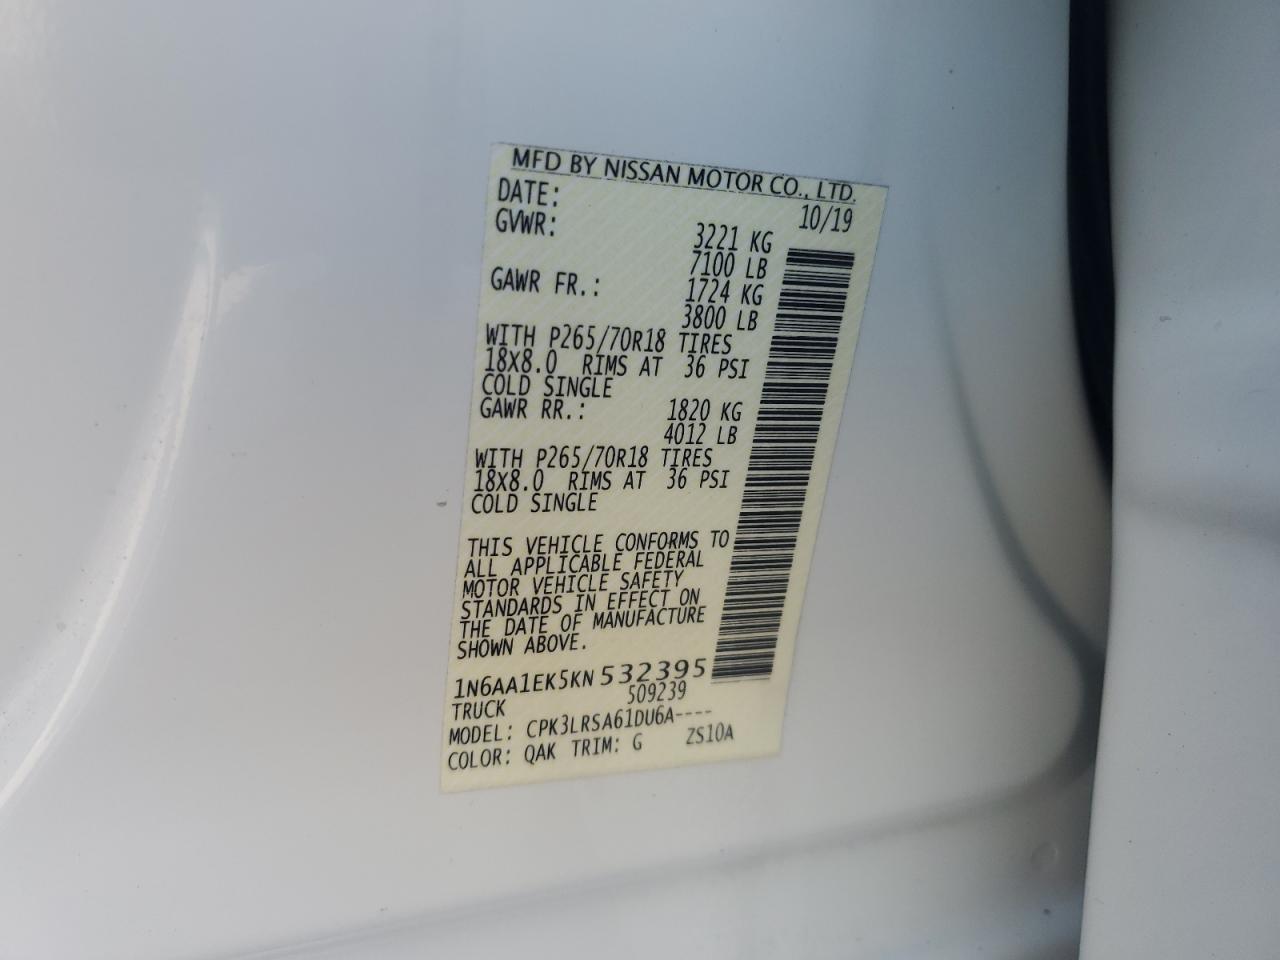 MFD BY NISSAN MOTOR CO., LTD.
DATE: 10/19
GVWR: 3221 KG
7100 LB
GAWR FR.: 1724 KG
3800 LB
WITH P265/70R18 TIRES
18X8.0 RIMS AT 36 PSI
COLD SINGLE
GAWR RR.: 1820 KG
4012 LB
WITH P265/70R18 TIRES
18X8.0 RIMS AT 36 PSI
COLD SINGLE
THIS VEHICLE CONFORMS TO
ALL APPLICABLE FEDERAL
MOTOR VEHICLE SAFETY
STANDARDS IN EFFECT ON
THE DATE OF MANUFACTURE
SHOWN ABOVE.
1N6AA1EK5KN532395
TRUCK 509239
MODEL: CPK3LRSA61DU6A----
COLOR: QAK TRIM: G ZS10A